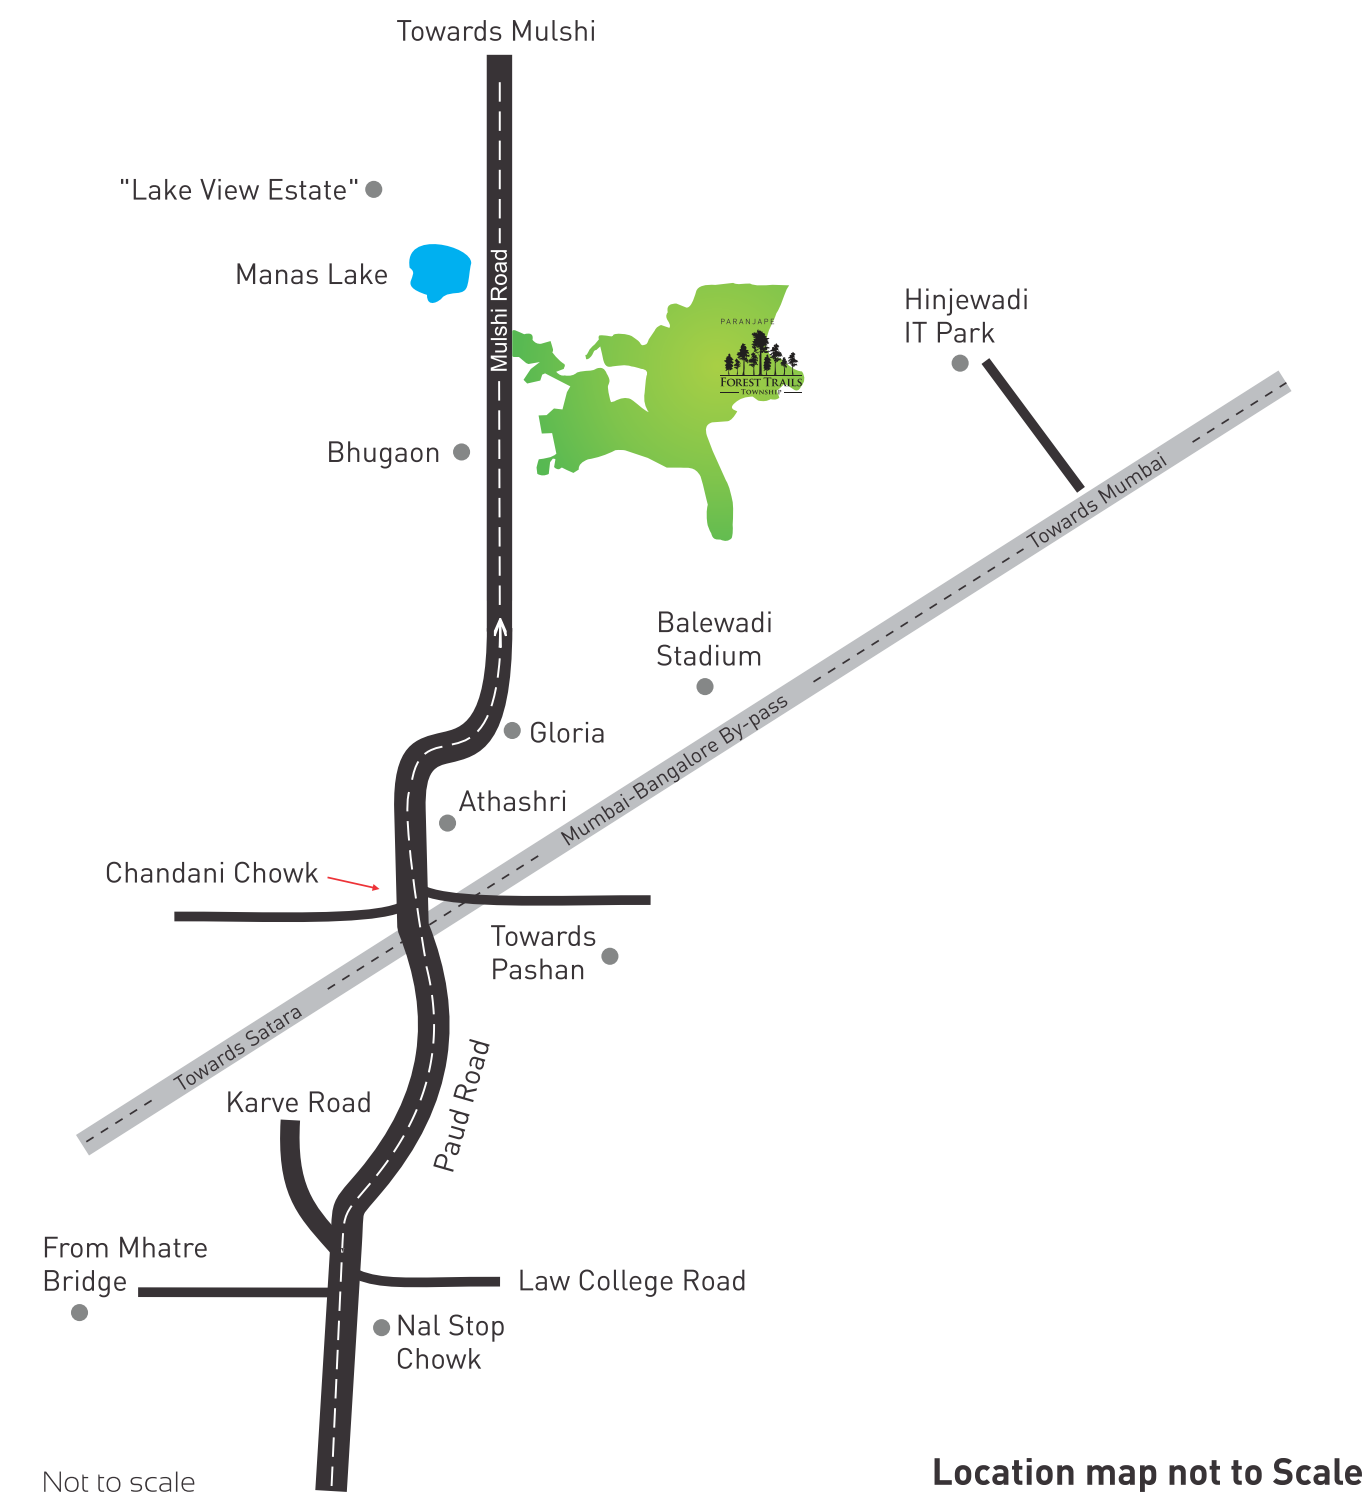 Towards Mulshi
"Lake View Estate"
Manas Lake
Mulshi Road
PARANJAPE
FOREST TRAILS
TOWNSHIP
Hinjewadi
IT Park
Bhugaon
Towards Mumbai
Balewadi
Stadium
Mumbai-Bangalore By-pass
Gloria
Athashri
Chandani Chowk
Towards
Pashan
Towards Satara
Karve Road
Paud Road
From Mhatre
Bridge
Law College Road
Nal Stop
Chowk
Not to scale
Location map not to Scale